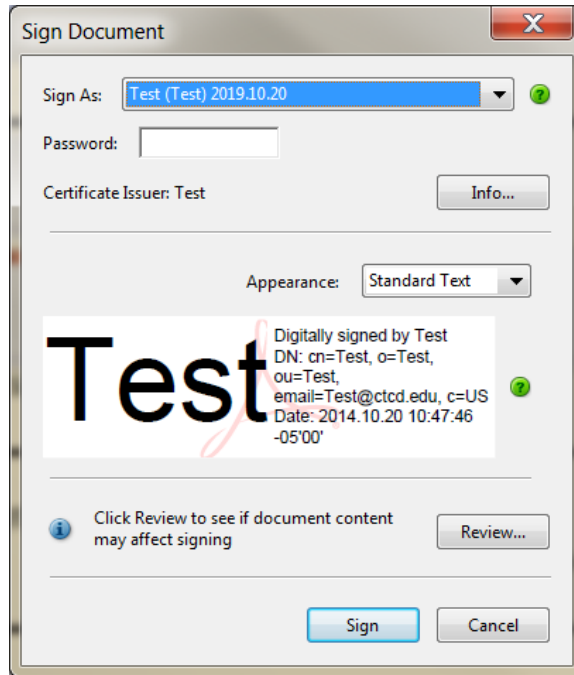 Sign Document
Sign As: Test (Test) 2019.10.20
Password:
Certificate Issuer: Test Info...
Appearance: Standard Text
Test
Digitally signed by Test
DN: cn=Test, o=Test,
ou=Test,
email=Test@ctcd.edu, c=US
Date: 2014.10.20 10:47:46
-05'00'
Click Review to see if document content
may affect signing
Review...
Sign Cancel